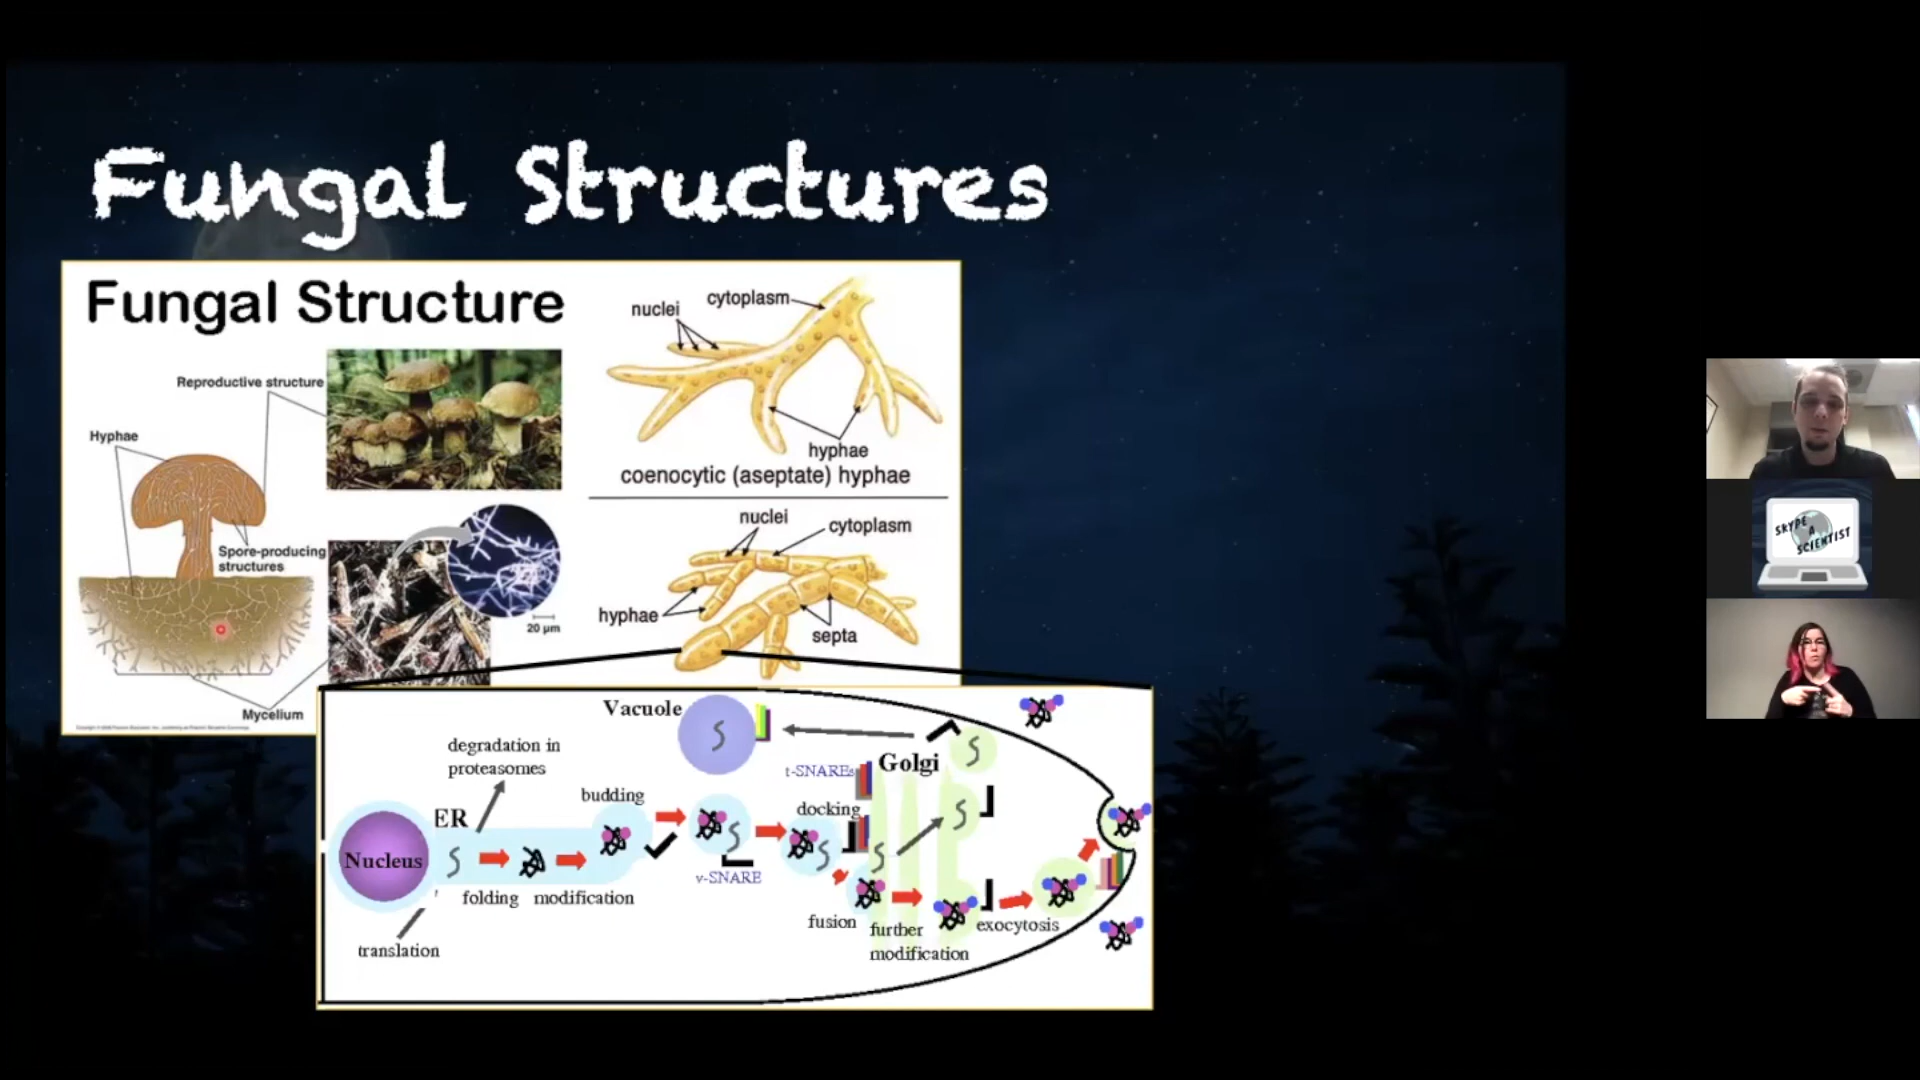 Fungal Structures
Fungal Structure
Reproductive structure
Hyphae
Spore-producing
structures
20 μm
Mycelium
nuclei
cytoplasm
hyphae
coenocytic (aseptate) hyphae
nuclei
cytoplasm
hyphae
septa
Vacuole
degradation in
proteasomes
t-SNAREs
Golgi
budding
docking
ER
Nucleus
v-SNARE
folding
modification
fusion
further
modification
exocytosis
translation
SKYPE
A
SCIENTIST